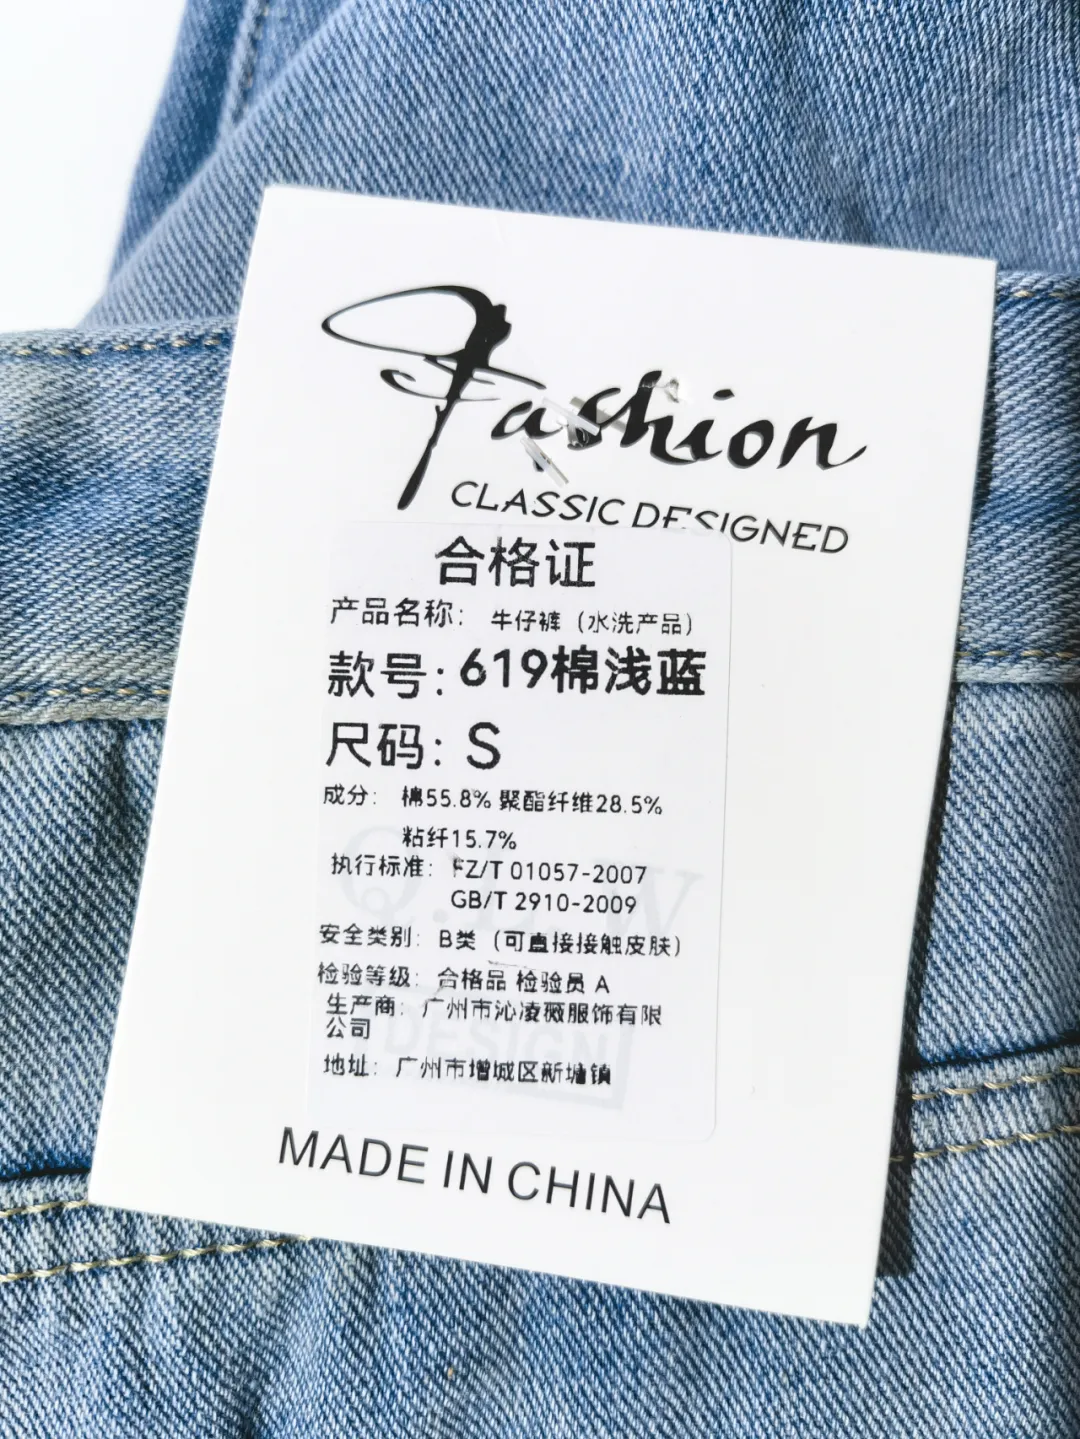 Fashion
CLASSIC DESIGNED
合格证
产品名称： 牛仔裤（水洗产品）
款号：619棉浅蓝
尺码：S
成分： 棉55.8% 聚酯纤维28.5%
粘纤15.7%
执行标准： FZ/T 01057-2007
GB/T 2910-2009
安全类别： B类（可直接接触皮肤）
检验等级： 合格品 检验员 A
生产商： 广州市沁凌薇服饰有限
公司
地址： 广州市增城区新塘镇
DESIGN
MADE IN CHINA